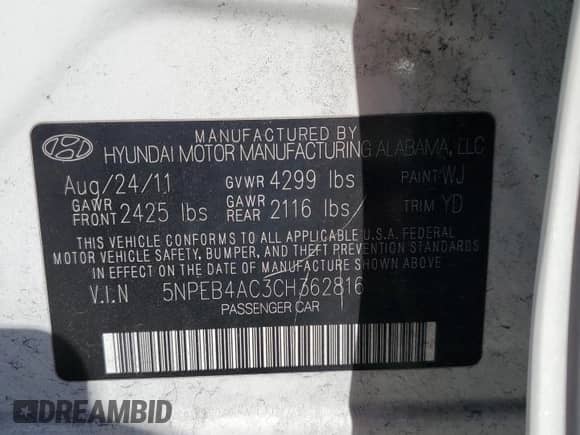 MANUFACTURED BY
HYUNDAI MOTOR MANUFACTURING ALABAMA, LLC
Aug/24/11 GVWR 4299 lbs PAINT WJ
GAWR FRONT 2425 lbs GAWR REAR 2116 lbs TRIM YD
THIS VEHICLE CONFORMS TO ALL APPLICABLE U.S.A. FEDERAL
MOTOR VEHICLE SAFETY, BUMPER, AND THEFT PREVENTION STANDARDS
IN EFFECT ON THE DATE OF MANUFACTURE SHOWN ABOVE.
V.I.N 5NPEB4AC3CH362816
PASSENGER CAR
DREAMBID